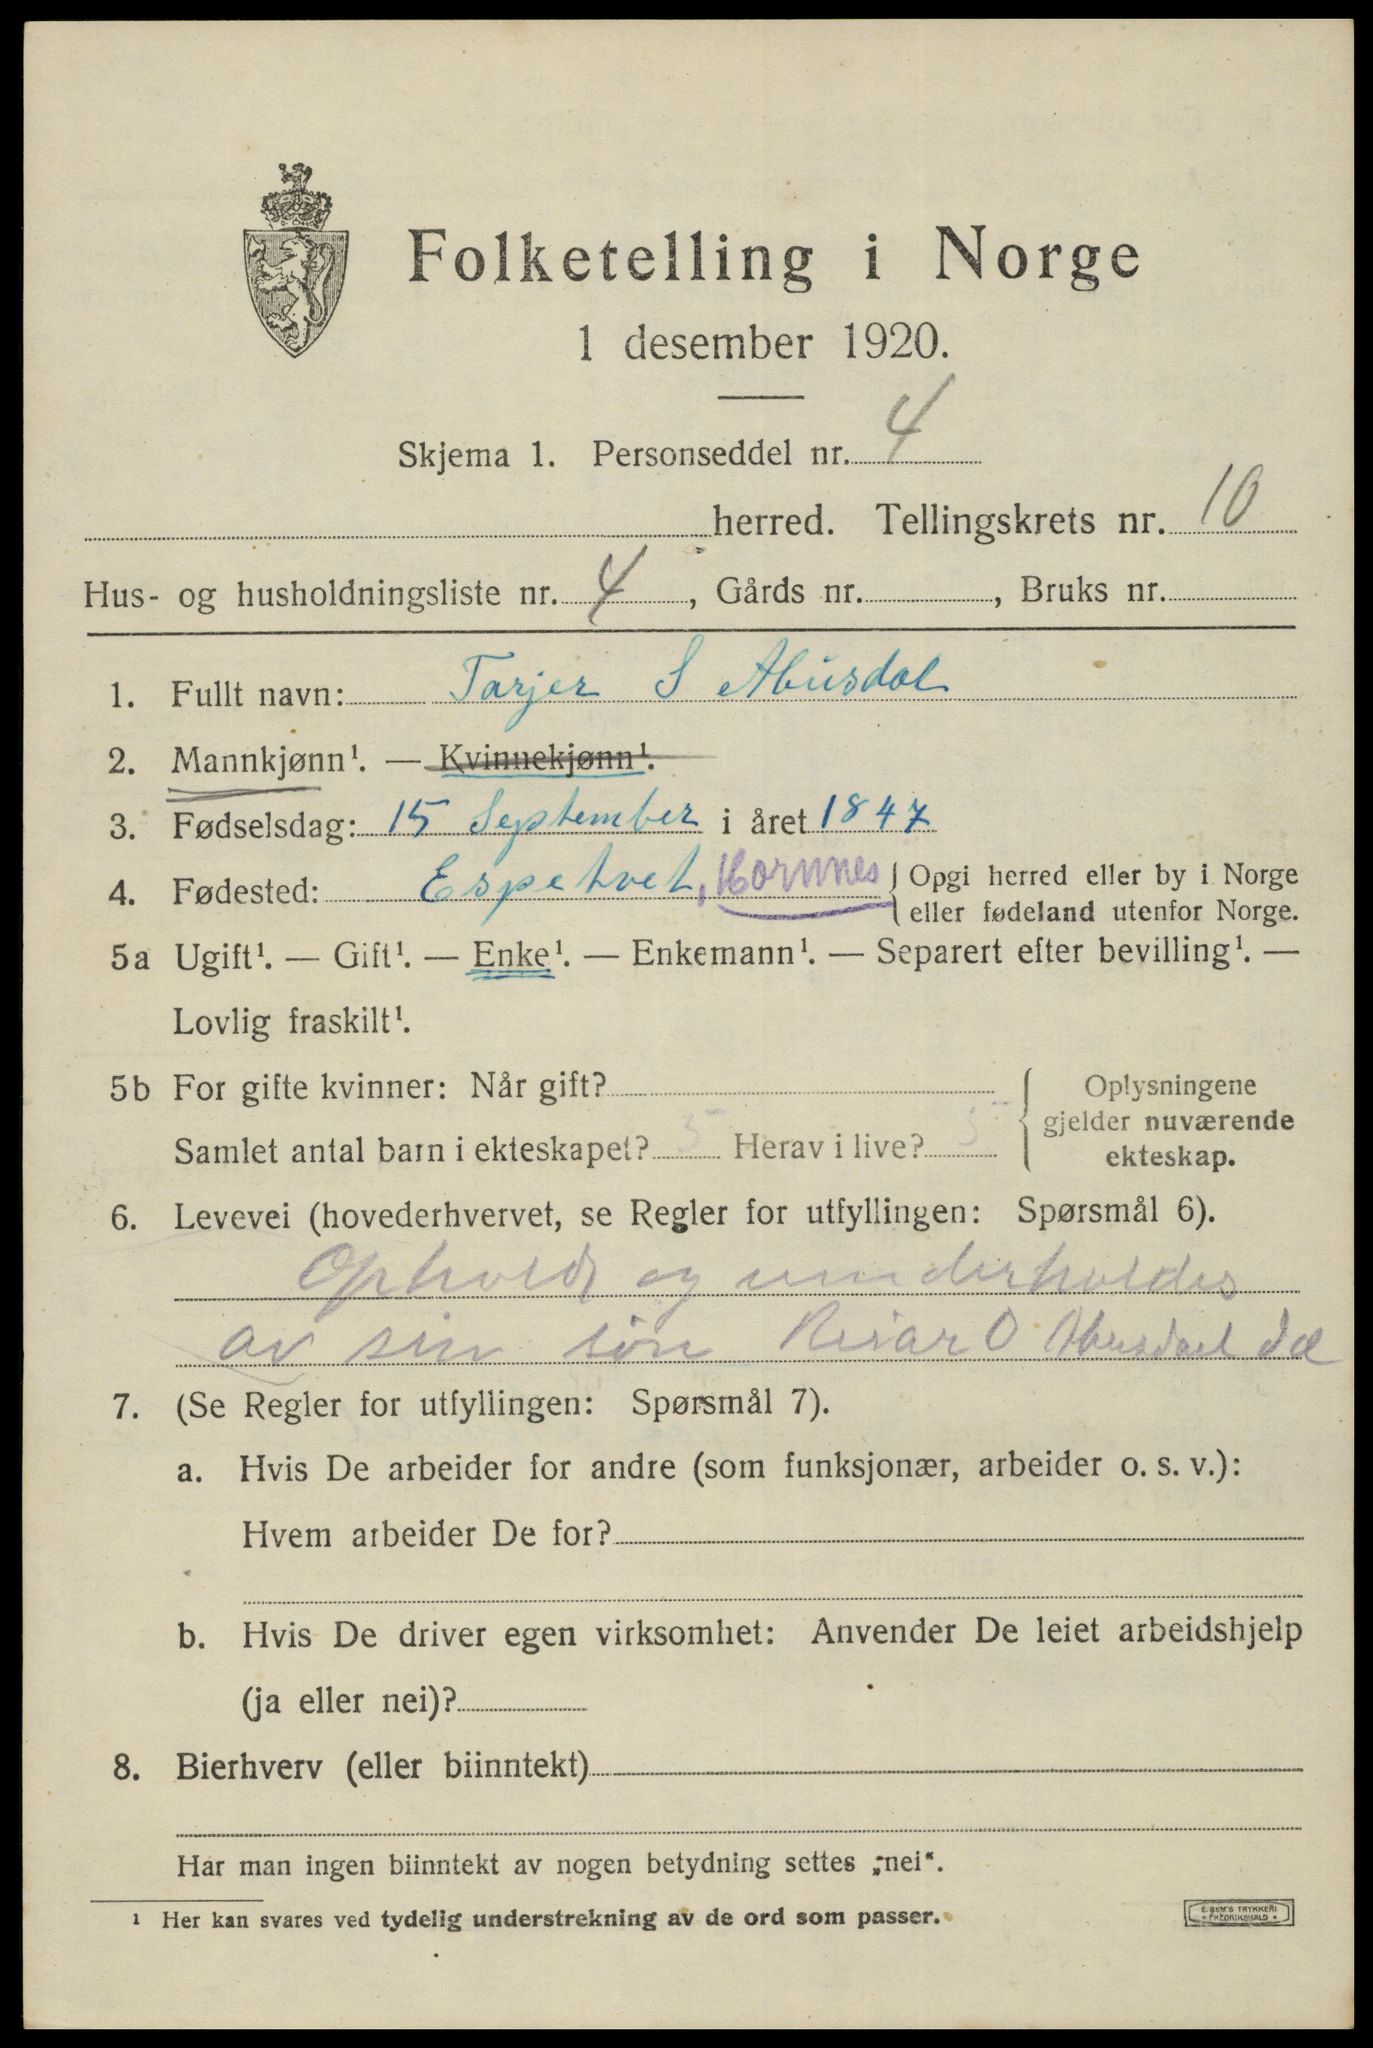 Folketelling i Norge
1 desember 1920.
Skjema 1. Personseddel nr. 4
herred. Tellingskrets nr. 10
Hus- og husholdningsliste nr. 4, Gårds nr. , Bruks nr.
1. Fullt navn: Tarjer S Abusdal
2. Mannkjønn¹. — Kvinnekjønn¹.
3. Fødselsdag: 15 September i året 1847
4. Fødested: Espetvet, Hornnes { Opgi herred eller by i Norge
eller fødeland utenfor Norge.
5a Ugift¹. — Gift¹. — Enke¹. — Enkemann¹. — Separert efter bevilling¹. —
Lovlig fraskilt¹.
5b For gifte kvinner: Når gift?
Samlet antal barn i ekteskapet? 5 Herav i live? 5
{ Oplysningene
gjelder nuværende
ekteskap.
6. Levevei (hovederhvervet, se Regler for utfyllingen: Spørsmål 6).
Ophold og underholdes
av sin søn Reiar O Abusdal
7. (Se Regler for utfyllingen: Spørsmål 7).
a. Hvis De arbeider for andre (som funksjonær, arbeider o. s. v.):
Hvem arbeider De for?
b. Hvis De driver egen virksomhet: Anvender De leiet arbeidshjelp
(ja eller nei)?
8. Bierhverv (eller biinntekt)
Har man ingen biinntekt av nogen betydning settes „nei“.
¹ Her kan svares ved tydelig understrekning av de ord som passer.
E. SEM'S TRYKKERI
• FREDRIKSHALD •